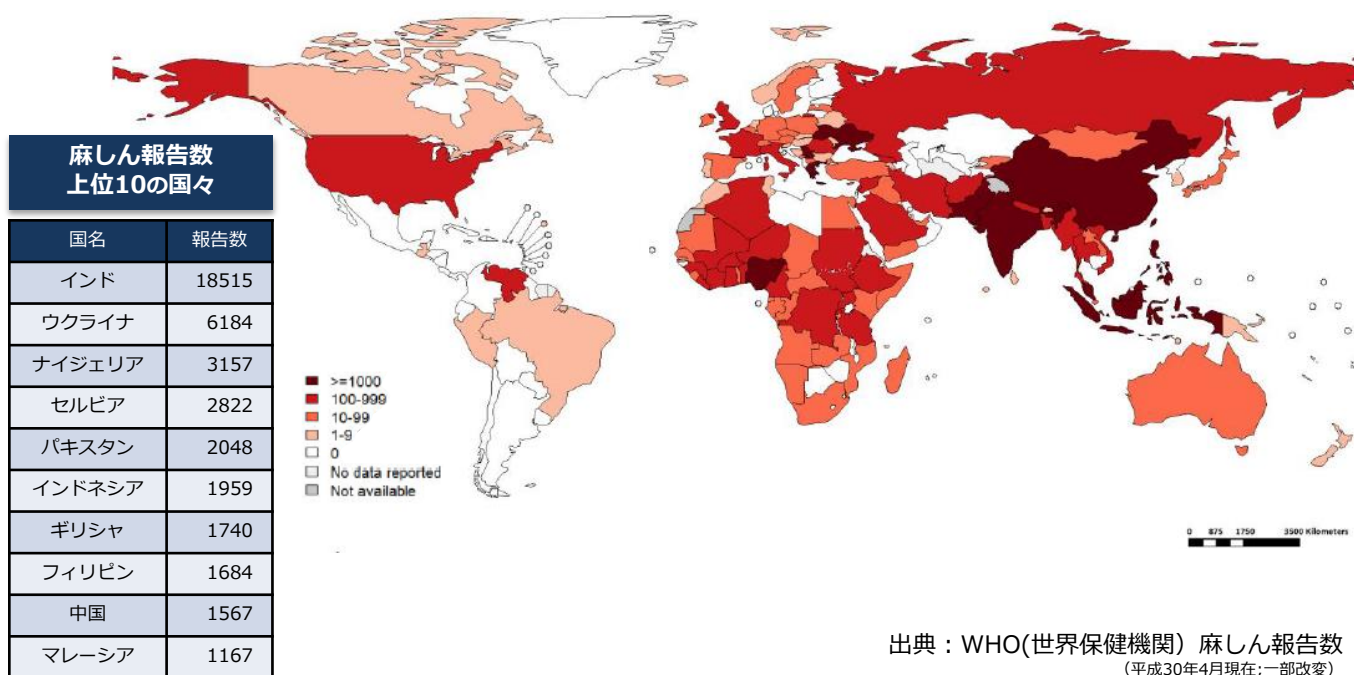 麻しん報告数
上位10の国々
国名 報告数
インド 18515
ウクライナ 6184
ナイジェリア 3157
セルビア 2822
パキスタン 2048
インドネシア 1959
ギリシャ 1740
フィリピン 1684
中国 1567
マレーシア 1167
>=1000
100-999
10-99
1-9
0
No data reported
Not available
0 875 1750 3500 Kilometers
出典：WHO(世界保健機関）麻しん報告数
（平成30年4月現在;一部改変）